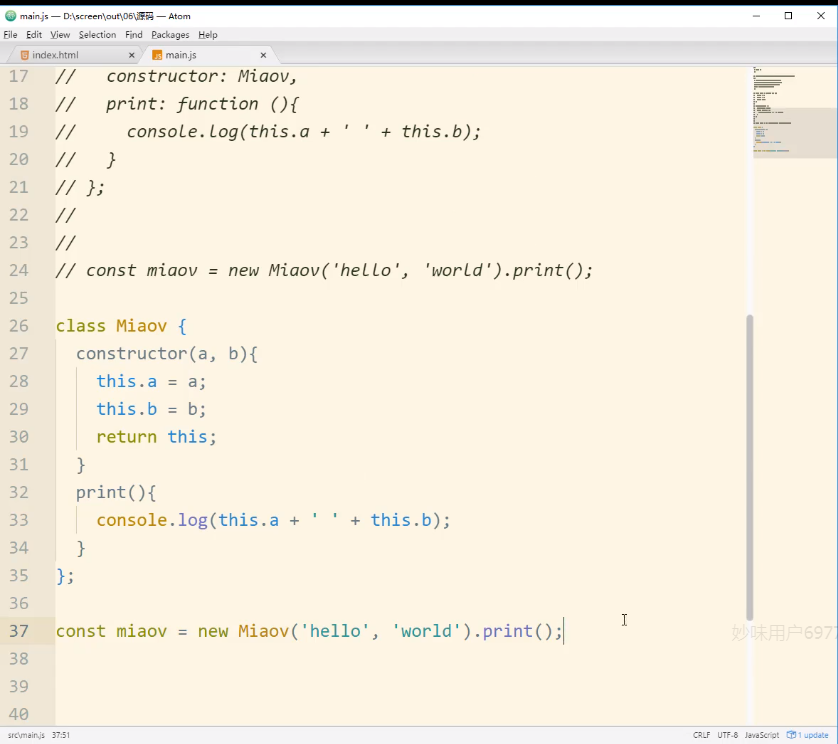 main.js — D:\screen\out\06\源码 — Atom
File Edit View Selection Find Packages Help
index.html × main.js ×
17 //   constructor: Miaov,
18 //   print: function (){
19 //     console.log(this.a + ' ' + this.b);
20 //   }
21 // };
22 //
23 //
24 // const miaov = new Miaov('hello', 'world').print();
25
26 class Miaov {
27   constructor(a, b){
28     this.a = a;
29     this.b = b;
30     return this;
31   }
32   print(){
33     console.log(this.a + ' ' + this.b);
34   }
35 };
36
37 const miaov = new Miaov('hello', 'world').print();
妙味用户6977
38
39
40
src\main.js 37:51 CRLF UTF-8 JavaScript 1 update